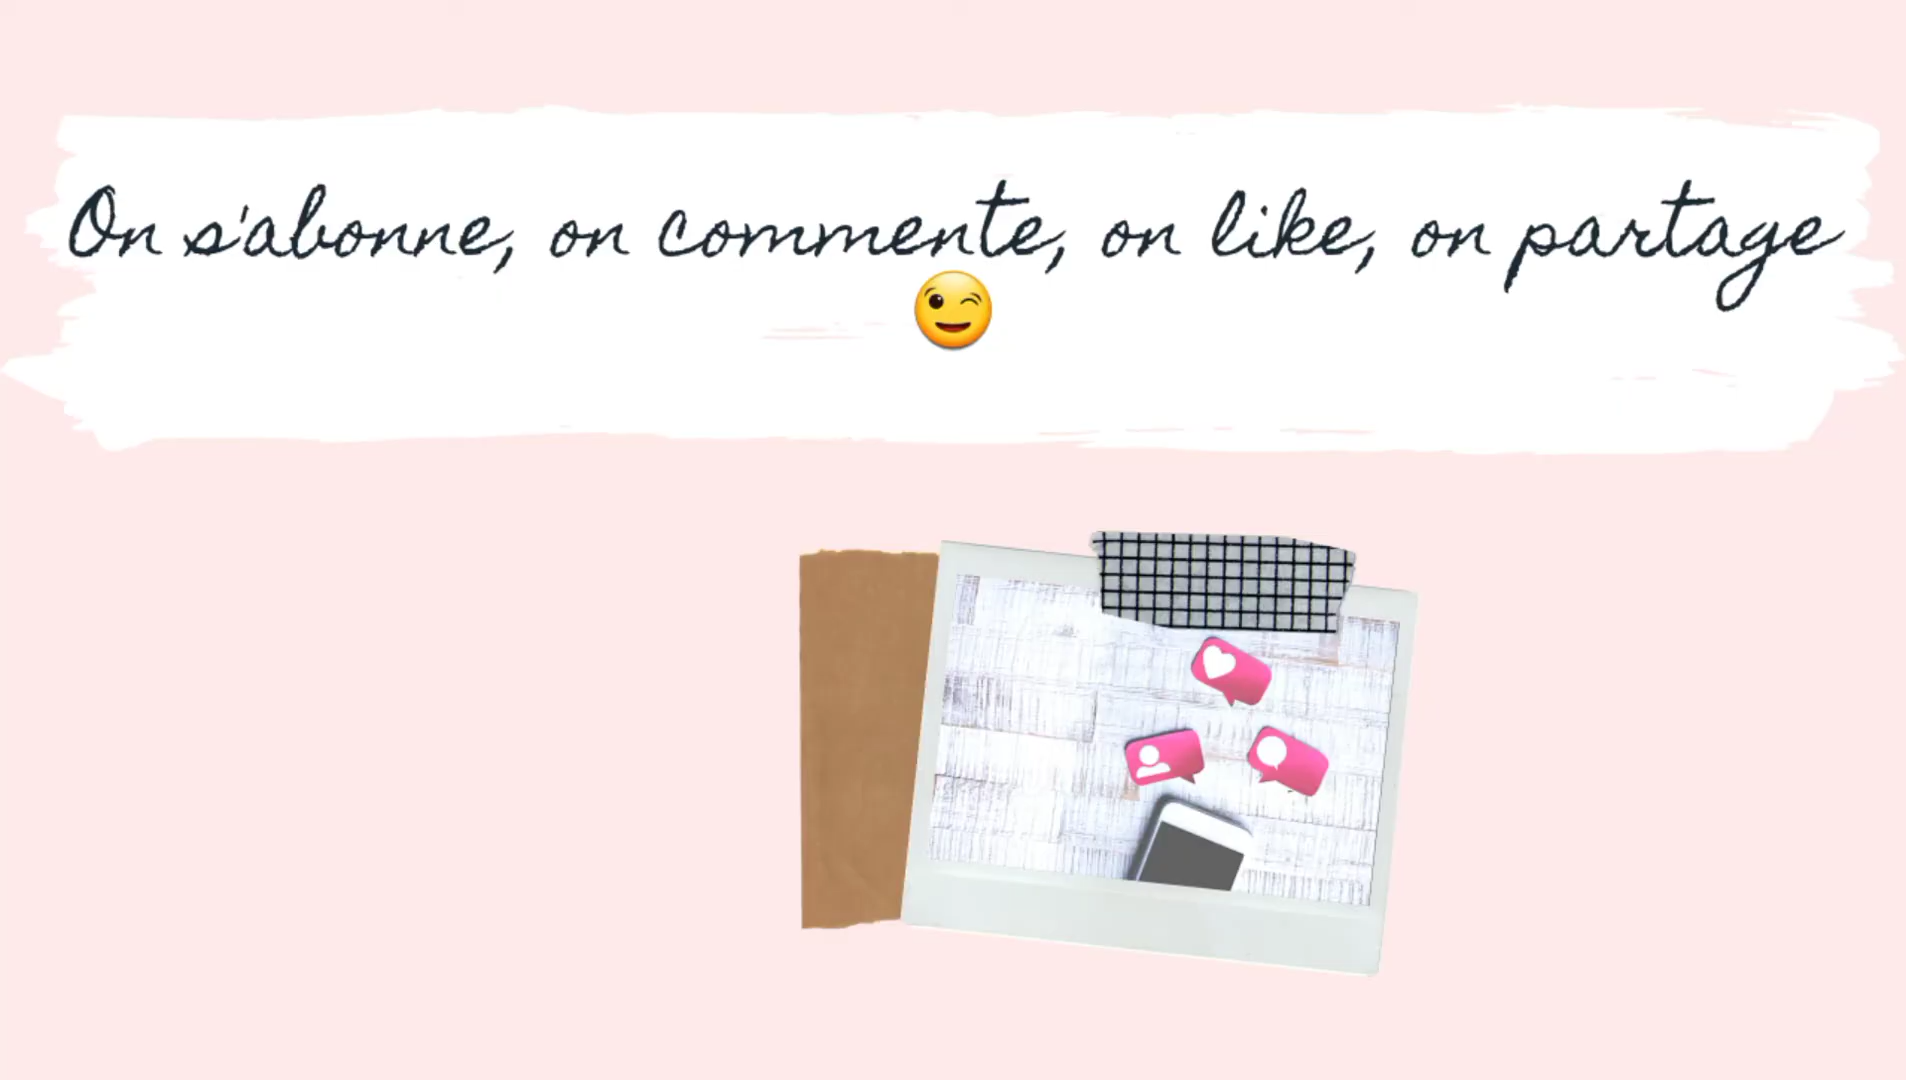 On s'abonne, on commente, on like, on partage
😉